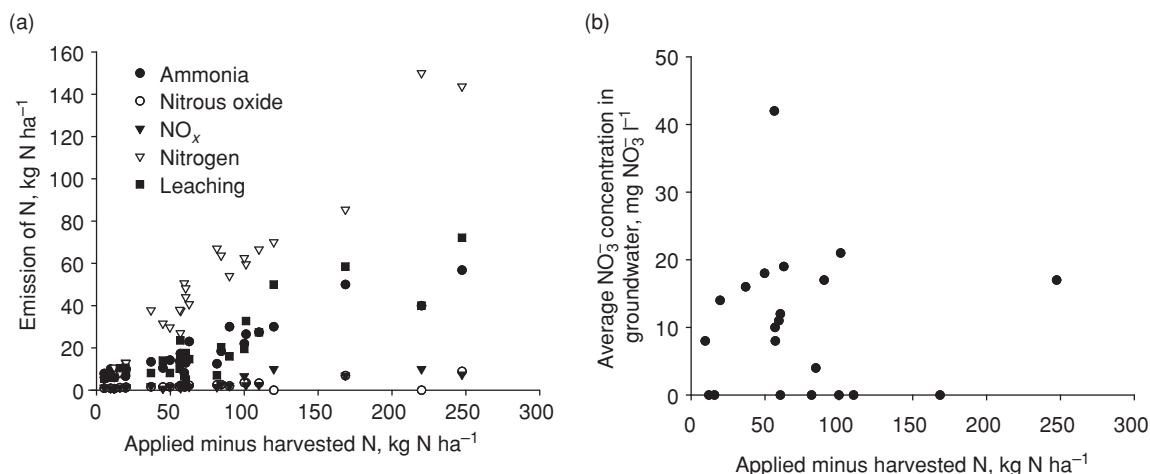 (a)
Emission of N, kg N ha⁻¹
160
140
120
100
80
60
40
20
0
Ammonia
Nitrous oxide
NOₓ
Nitrogen
Leaching
0 50 100 150 200 250 300
Applied minus harvested N, kg N ha⁻¹
(b)
Average NO₃⁻ concentration in
groundwater, mg NO₃⁻ l⁻¹
50
40
30
20
10
0
0 50 100 150 200 250 300
Applied minus harvested N, kg N ha⁻¹